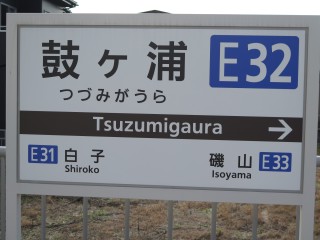 鼓ヶ浦 E32
つづみがうら
Tsuzumigaura →
E31 白子 磯山 E33
Shiroko Isoyama